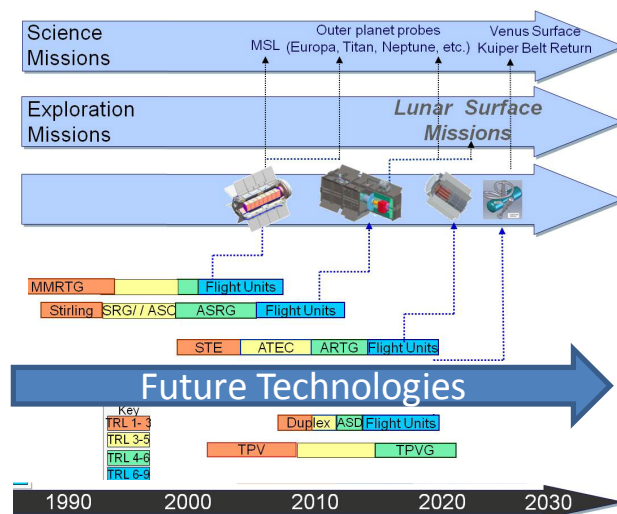 Science
Missions
MSL
Outer planet probes
(Europa, Titan, Neptune, etc.)
Venus Surface
Kuiper Belt Return
Exploration
Missions
Lunar Surface
Missions
MMRTG
Flight Units
Stirling
SRG/ / ASC
ASRG
Flight Units
STE
ATEC
ARTG
Flight Units
Future Technologies
Key
TRL 1- 3
TRL 3-5
TRL 4-6
TRL 6-9
Duplex
ASD
Flight Units
TPV
TPVG
1990
2000
2010
2020
2030